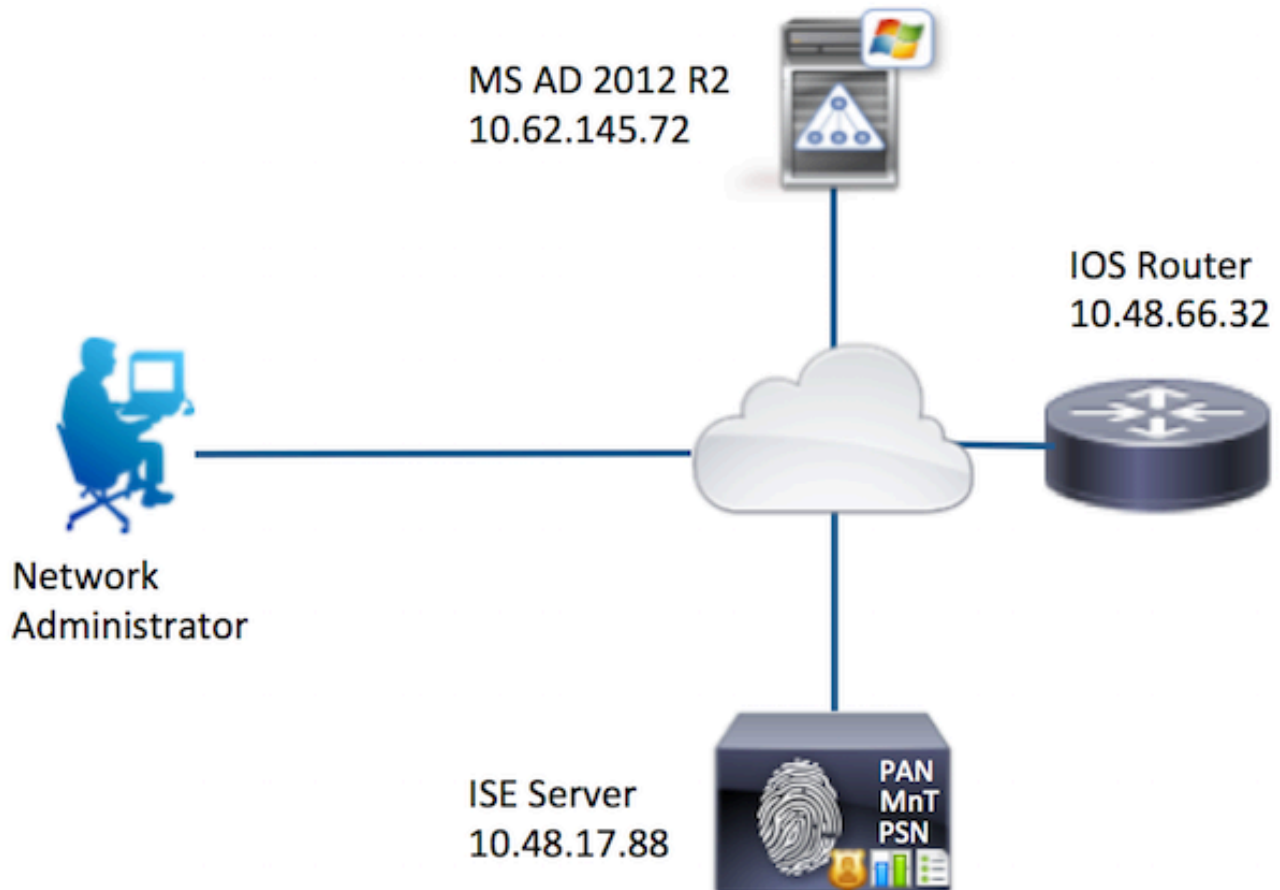 MS AD 2012 R2
10.62.145.72
IOS Router
10.48.66.32
Network
Administrator
ISE Server
10.48.17.88
PAN
MnT
PSN